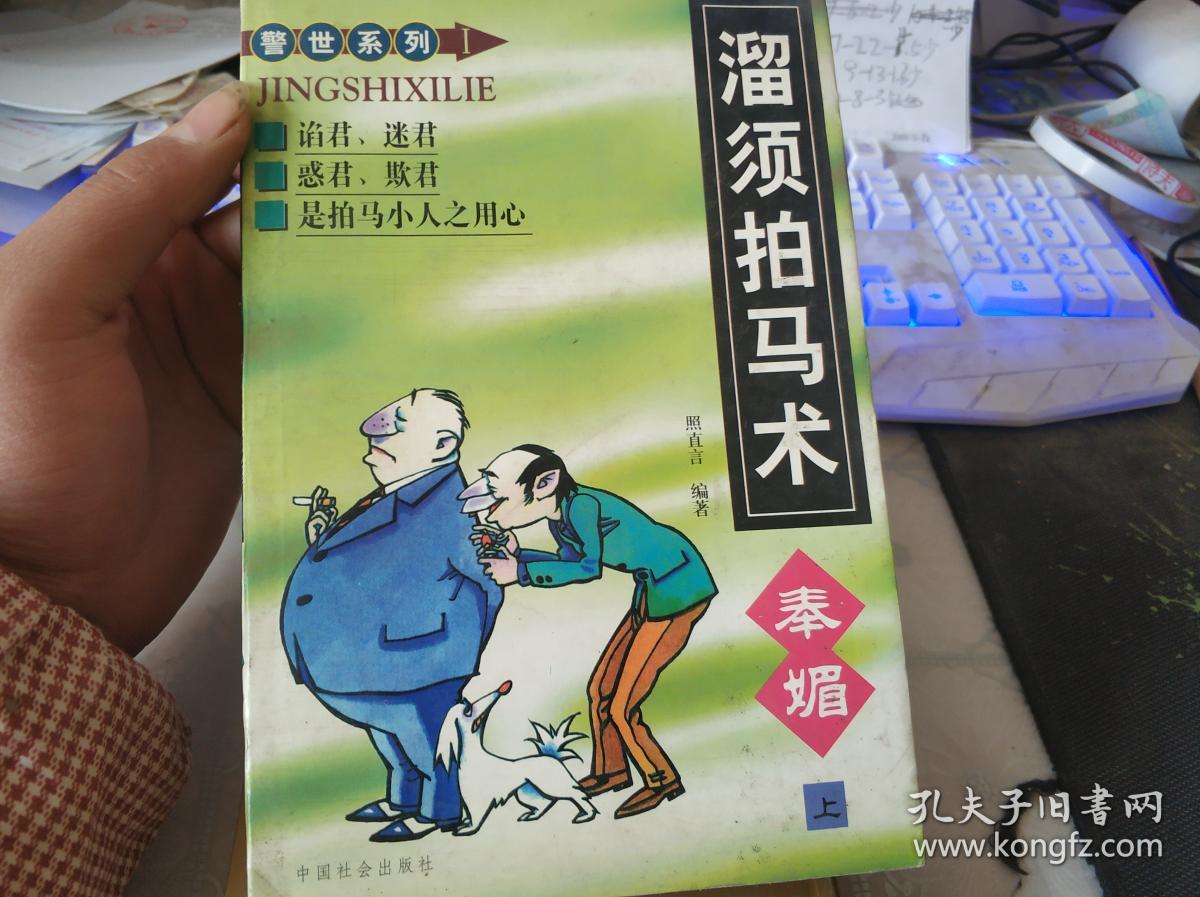 警世系列 I
JINGSHIXILIE
谄君、迷君
惑君、欺君
是拍马小人之用心
溜须拍马术
照直言 编著
奉媚
上
中国社会出版社
孔夫子旧书网
www.kongfz.com